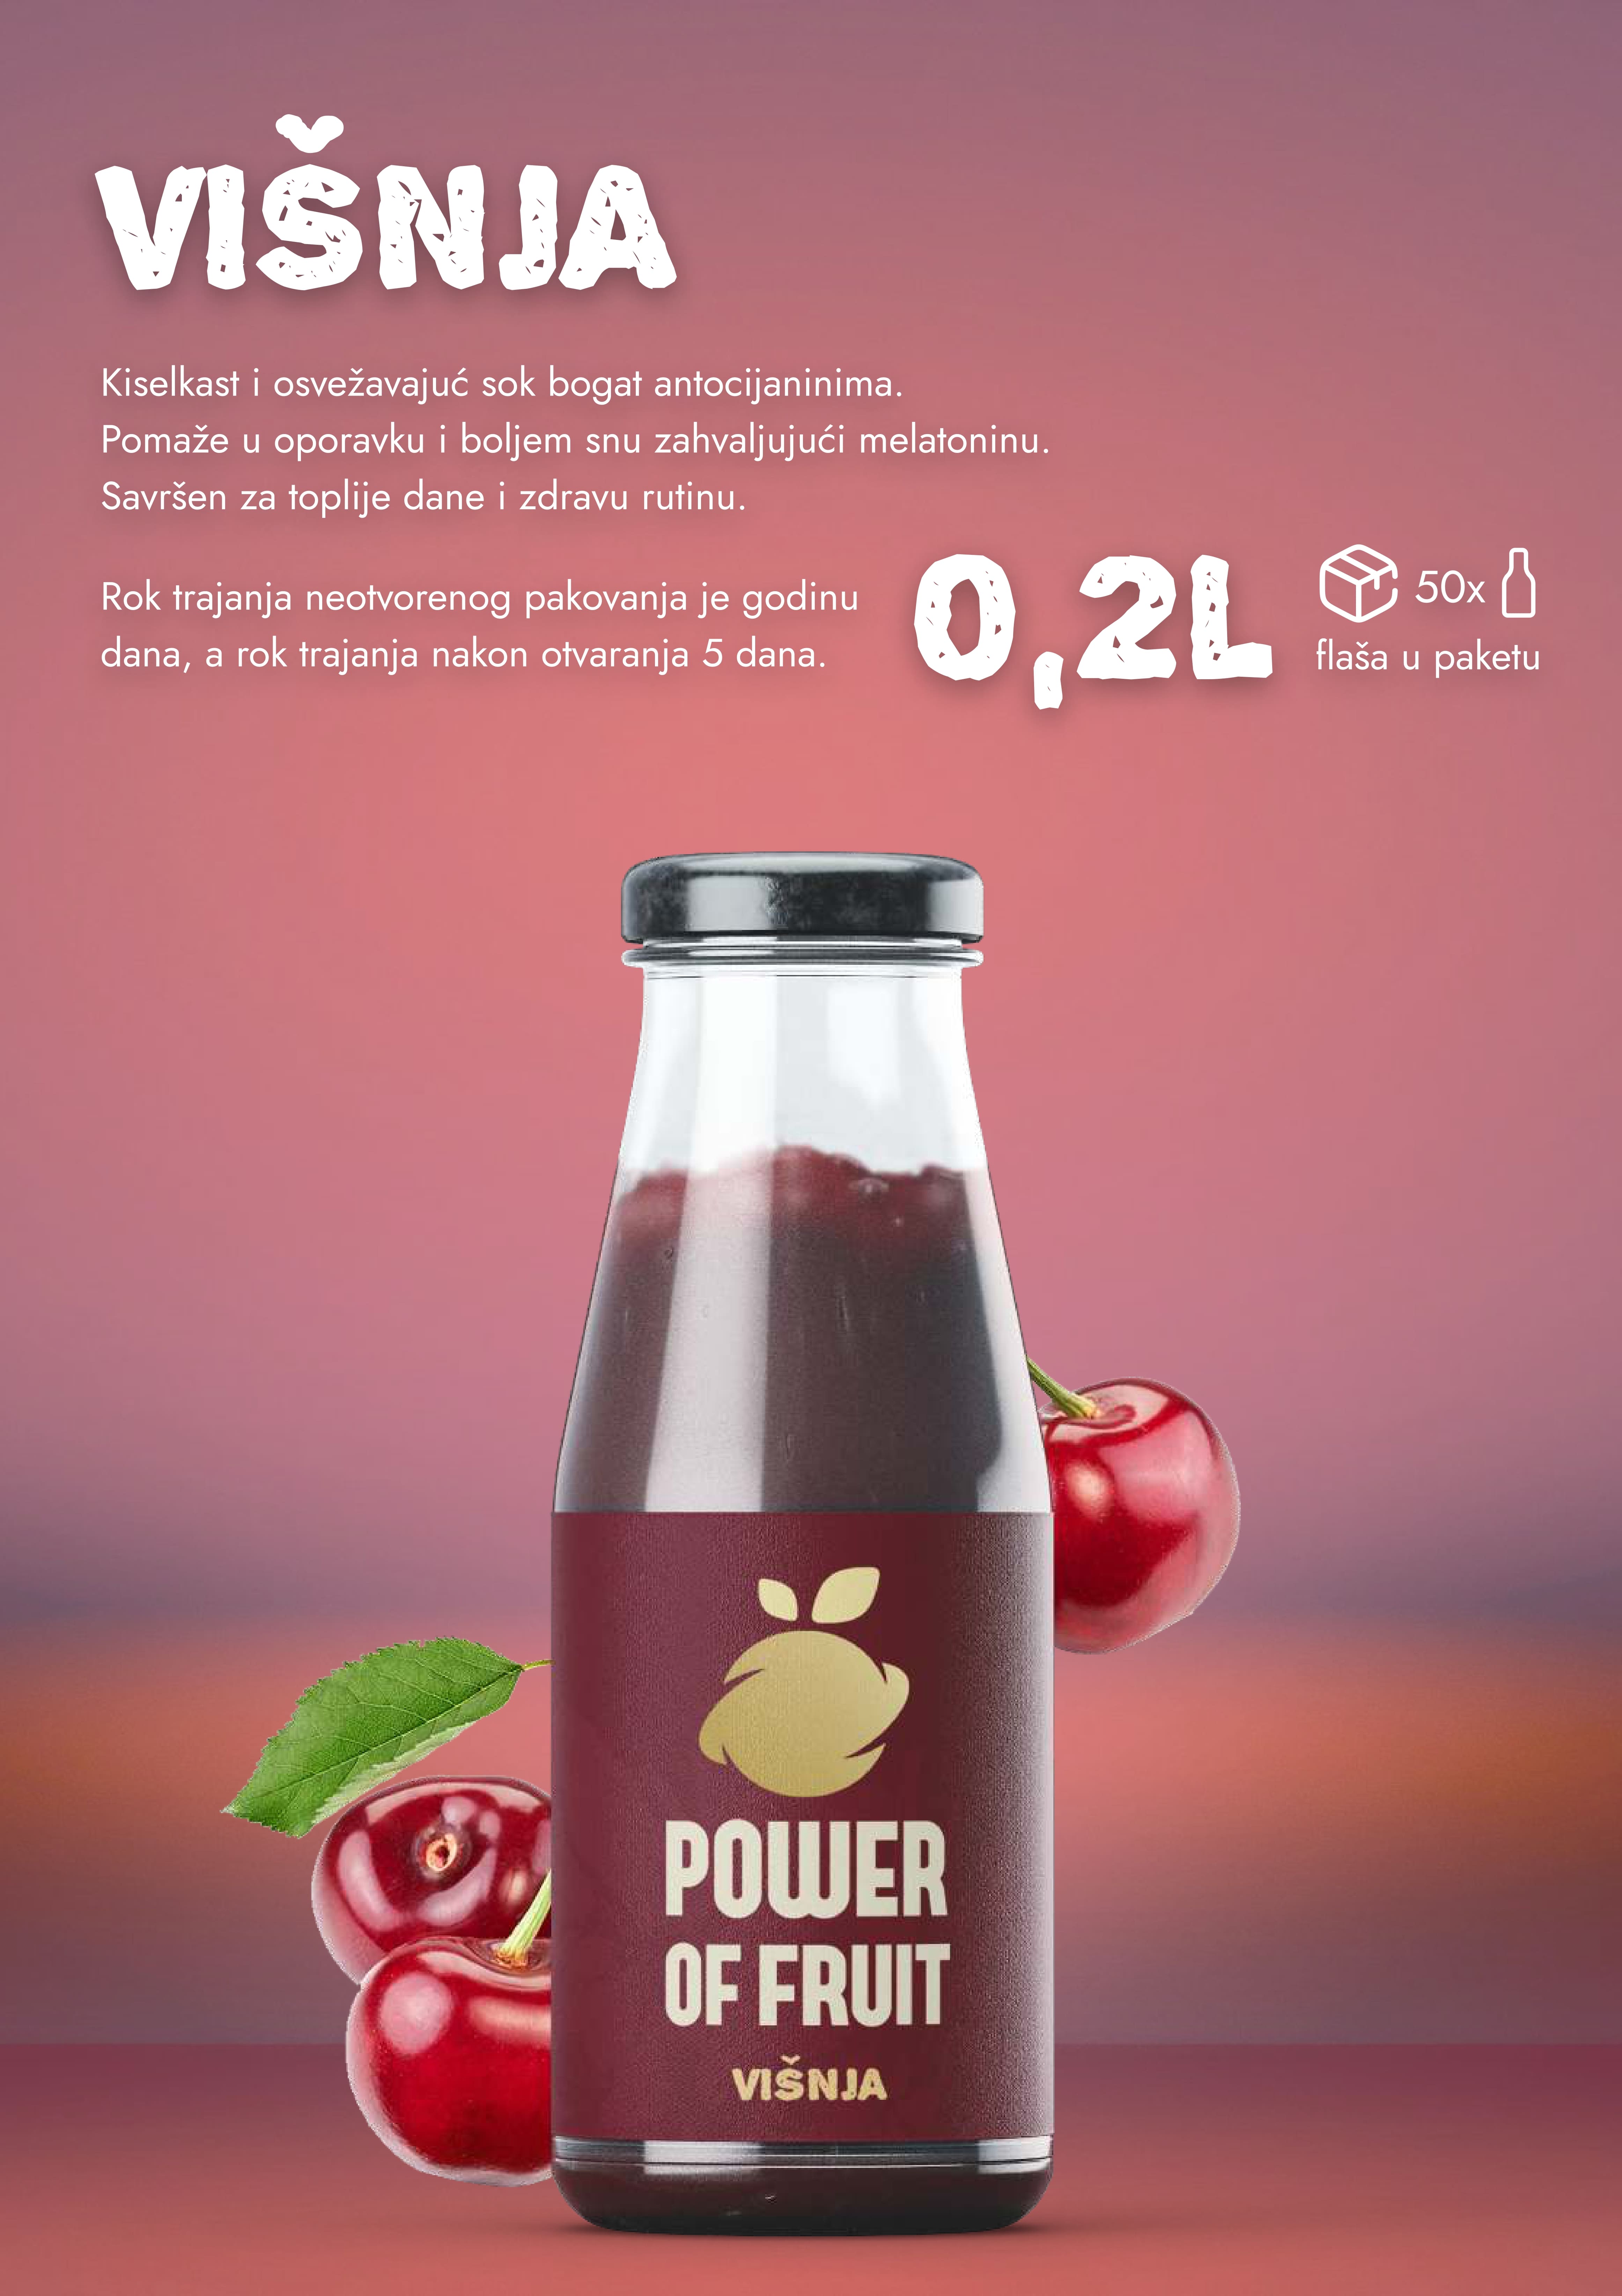 VIŠNJA
Kiselkast i osvežavajuć sok bogat antocijaninima.
Pomaže u oporavku i boljem snu zahvaljujući melatoninu.
Savršen za toplije dane i zdravu rutinu.
Rok trajanja neotvorenog pakovanja je godinu
dana, a rok trajanja nakon otvaranja 5 dana.
0,2L
50x
flaša u paketu
POWER
OF FRUIT
VIŠNJA